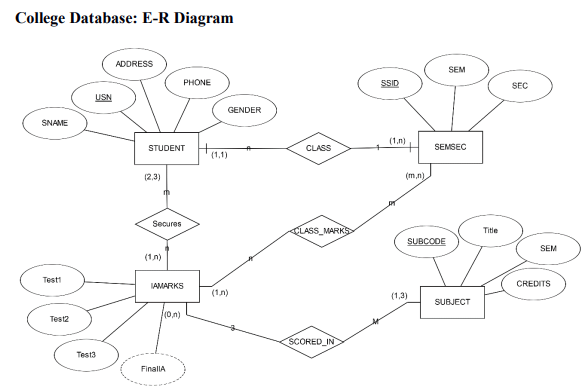 College Database: E-R Diagram
ADDRESS
SEM
PHONE
SSID
SEC
USN
GENDER
SNAME
STUDENT
n
CLASS
1
(1,n)
SEMSEC
(1,1)
(2,3)
(m,n)
m
m
Secures
CLASS_MARKS
Title
SUBCODE
n
SEM
(1,n)
n
Test1
IAMARKS
(1,n)
CREDITS
(1,3)
SUBJECT
(0,n)
Test2
3
M
SCORED_IN
Test3
FinalIA